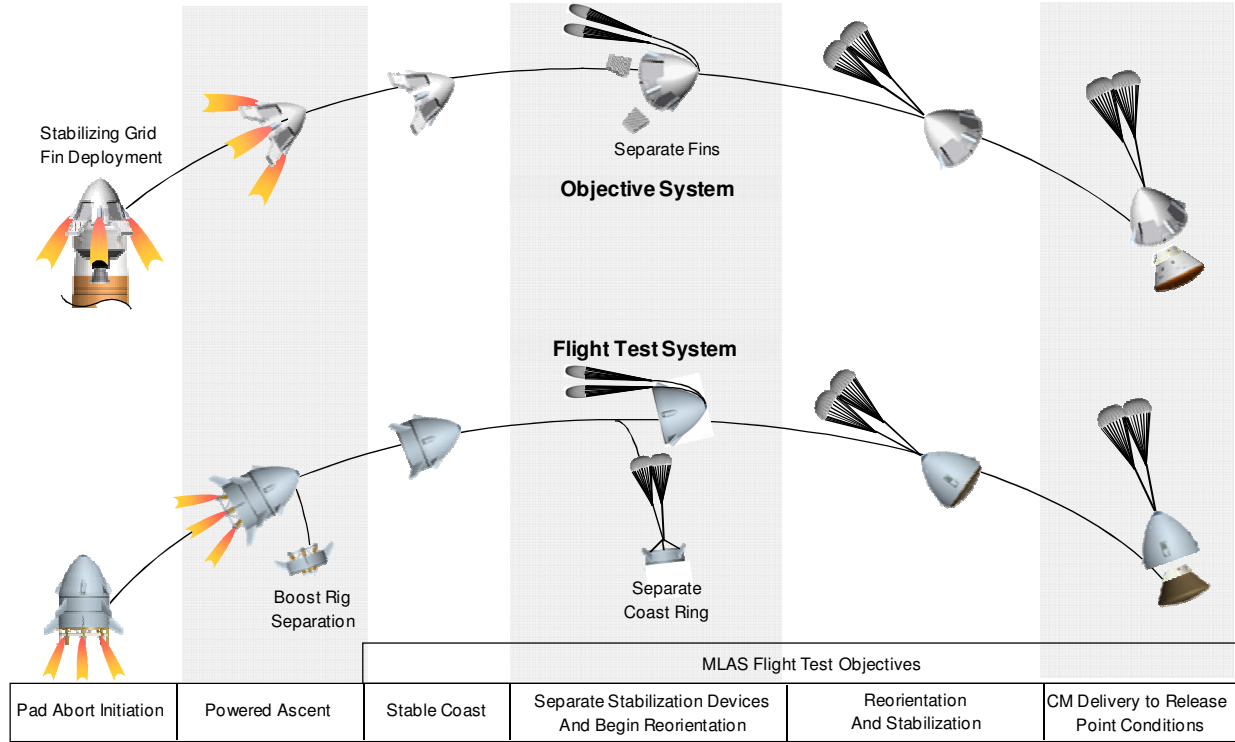 Stabilizing Grid
Fin Deployment
Separate Fins
Objective System
Flight Test System
Boost Rig
Separation
Separate
Coast Ring
MLAS Flight Test Objectives
Pad Abort Initiation
Powered Ascent
Stable Coast
Separate Stabilization Devices
And Begin Reorientation
Reorientation
And Stabilization
CM Delivery to Release
Point Conditions